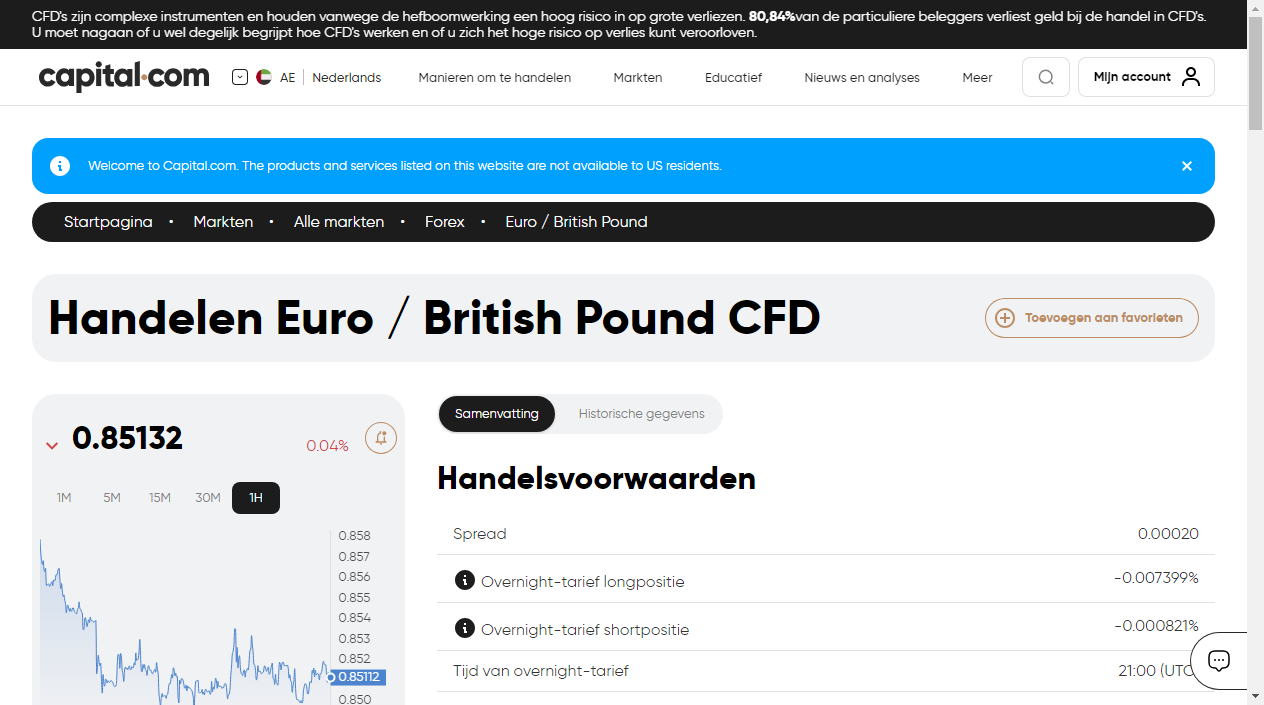 CFD's zijn complexe instrumenten en houden vanwege de hefboomwerking een hoog risico in op grote verliezen. 80,84%van de particuliere beleggers verliest geld bij de handel in CFD's.
U moet nagaan of u wel degelijk begrijpt hoe CFD's werken en of u zich het hoge risico op verlies kunt veroorloven.
capital.com AE Nederlands Manieren om te handelen Markten Educatief Nieuws en analyses Meer Mijn account
Welcome to Capital.com. The products and services listed on this website are not available to US residents.
Startpagina • Markten • Alle markten • Forex • Euro / British Pound
Handelen Euro / British Pound CFD
Toevoegen aan favorieten
0.85132 0.04%
1M 5M 15M 30M 1H
0.858
0.857
0.856
0.855
0.854
0.853
0.852
0.85112
0.850
Samenvatting Historische gegevens
Handelsvoorwaarden
Spread 0.00020
Overnight-tarief longpositie -0.007399%
Overnight-tarief shortpositie -0.000821%
Tijd van overnight-tarief 21:00 (UTC